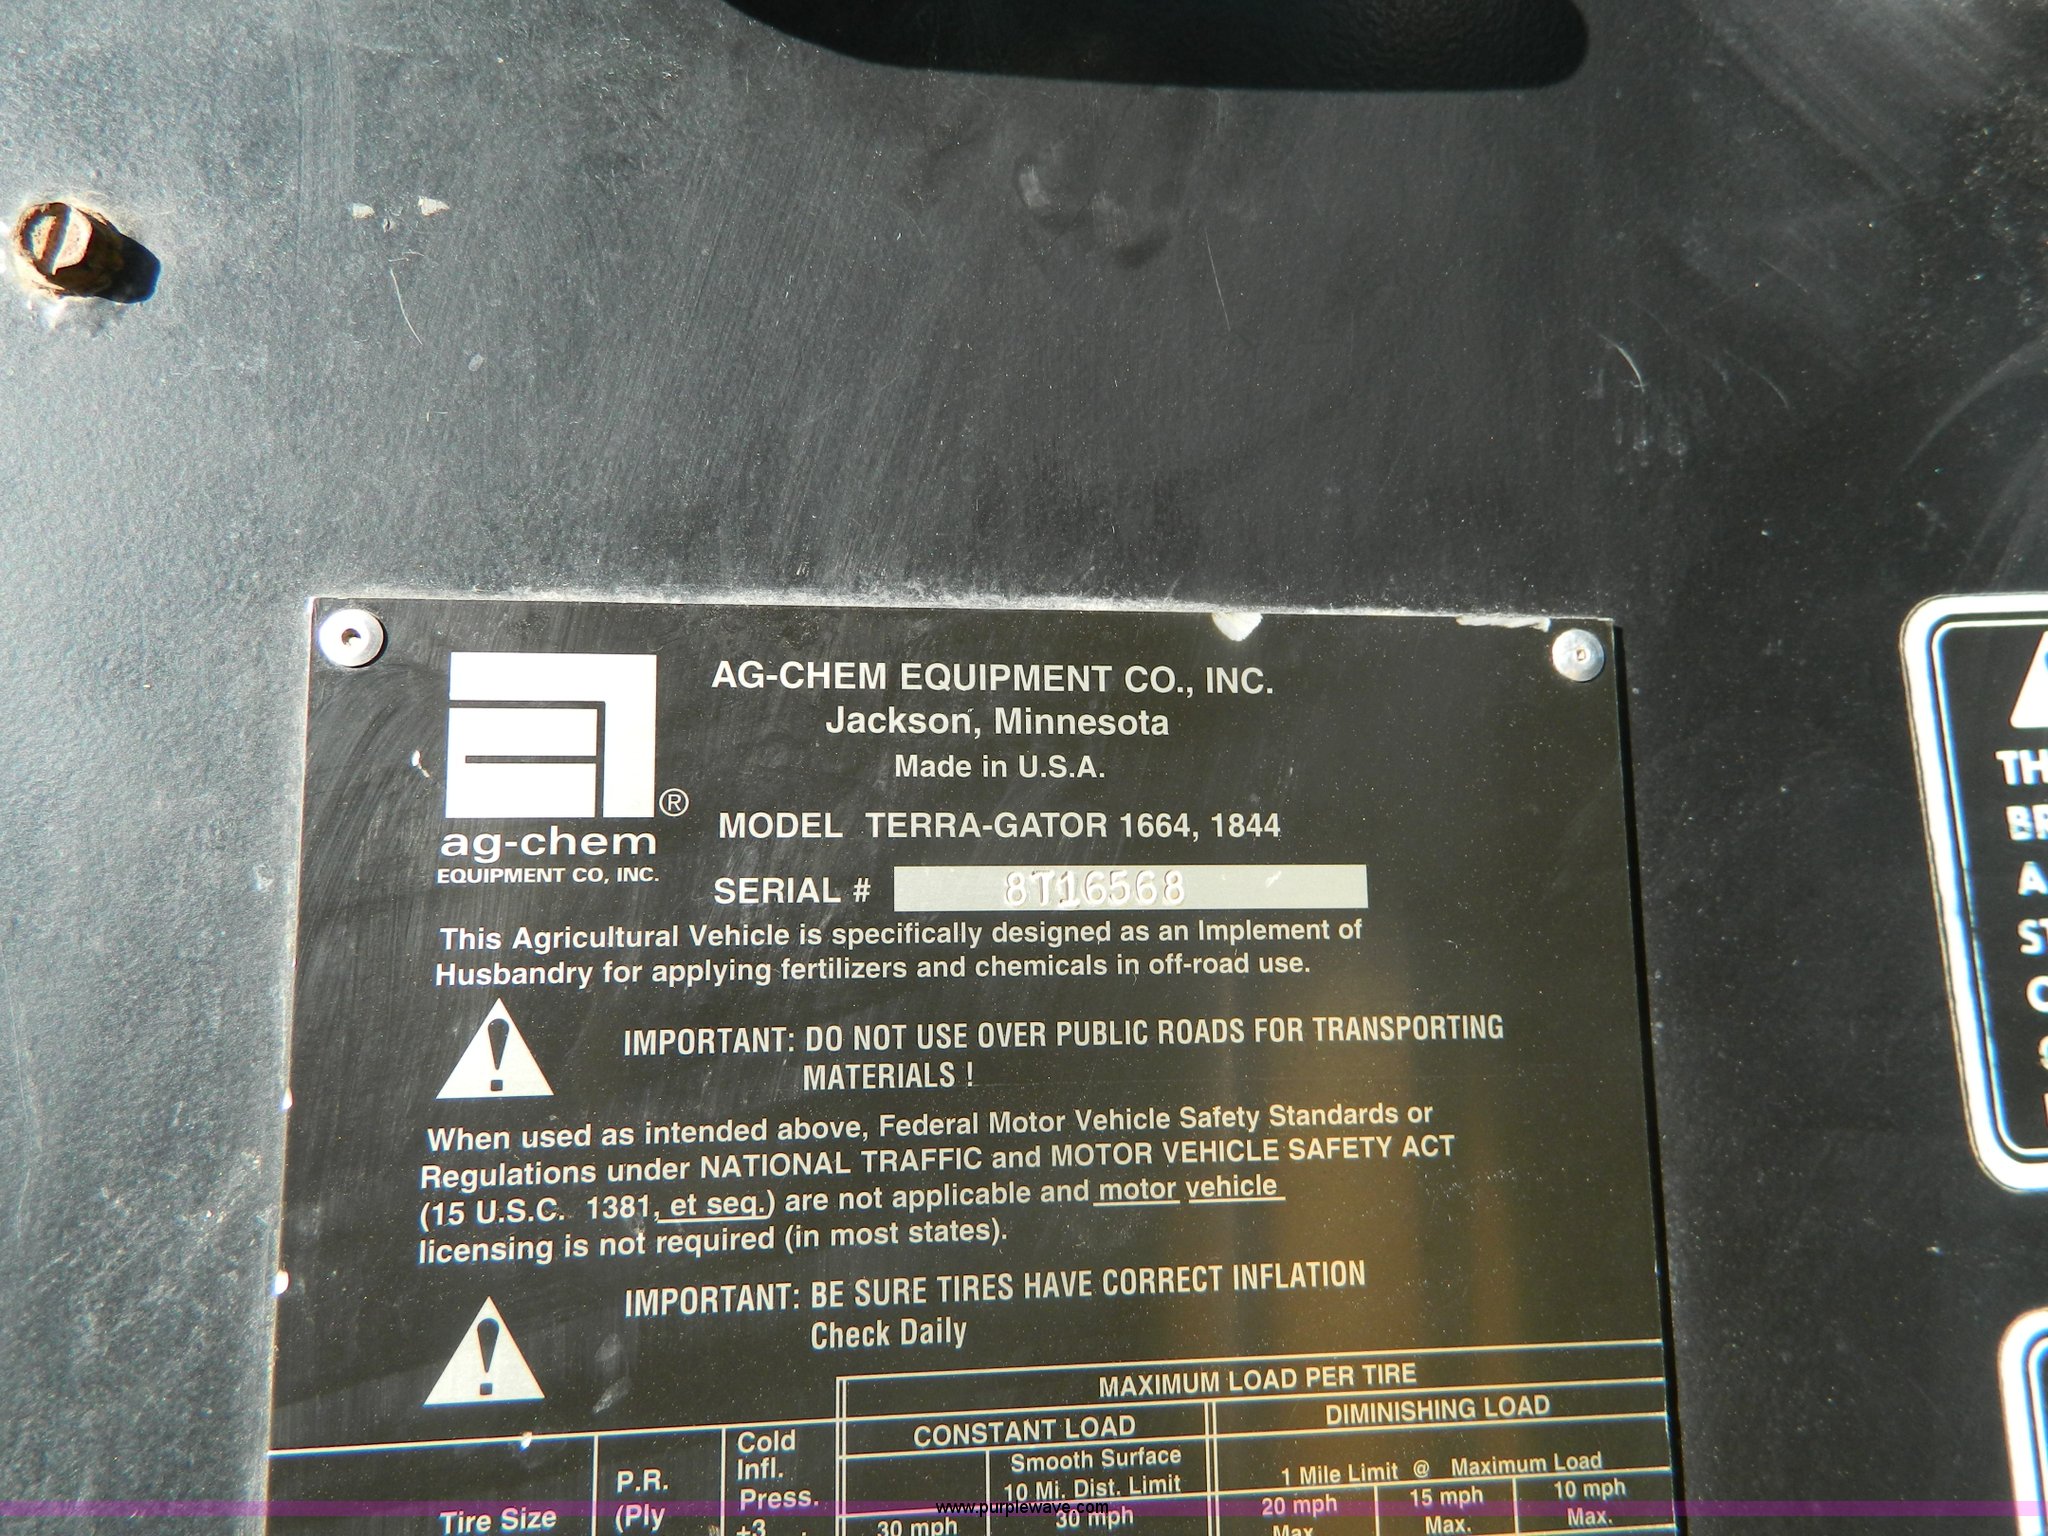 AG-CHEM EQUIPMENT CO., INC.
Jackson, Minnesota
Made in U.S.A.
®
ag-chem
EQUIPMENT CO, INC.
MODEL TERRA-GATOR 1664, 1844
SERIAL # 8T16568
This Agricultural Vehicle is specifically designed as an Implement of
Husbandry for applying fertilizers and chemicals in off-road use.
IMPORTANT: DO NOT USE OVER PUBLIC ROADS FOR TRANSPORTING
MATERIALS !
When used as intended above, Federal Motor Vehicle Safety Standards or
Regulations under NATIONAL TRAFFIC and MOTOR VEHICLE SAFETY ACT
(15 U.S.C. 1381, et seq.) are not applicable and motor vehicle
licensing is not required (in most states).
IMPORTANT: BE SURE TIRES HAVE CORRECT INFLATION
Check Daily
MAXIMUM LOAD PER TIRE
CONSTANT LOAD
DIMINISHING LOAD
Tire Size
P.R.
(Ply
Cold
Infl.
Press.
+3
30 mph
Smooth Surface
10 Mi. Dist. Limit
30 mph
1 Mile Limit @ Maximum Load
20 mph
Max.
15 mph
Max.
10 mph
Max.
TH
BR
A
ST
www.purplewave.com